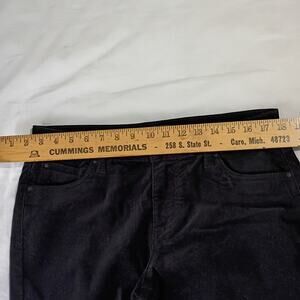 1 2 3 4 5 6 7 8 9 10 11 12 13 14 15 16 17 18
CUMMINGS MEMORIALS - 258 S. State St. - Caro, Mich. 48723